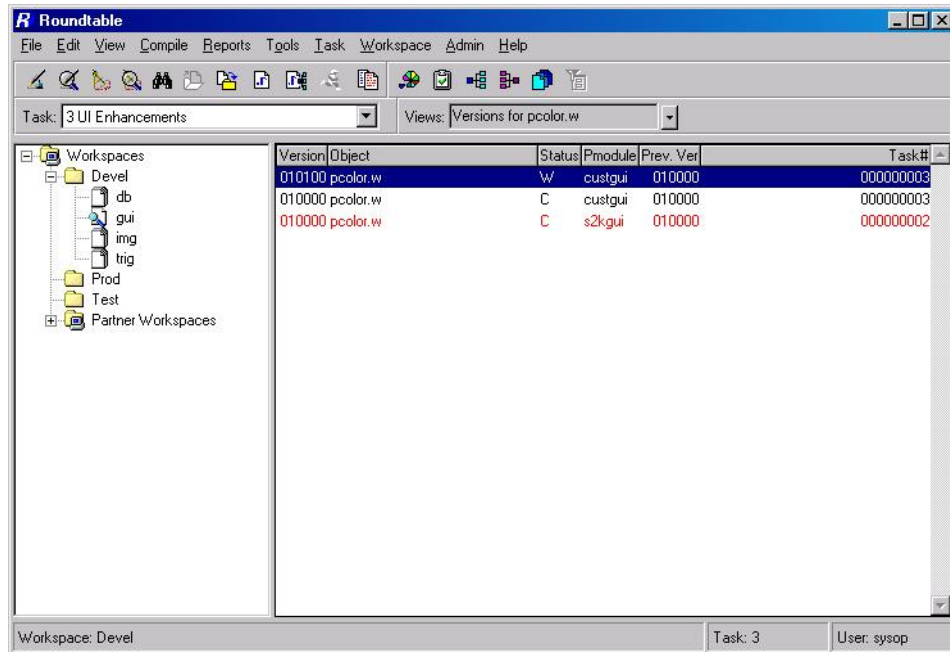 Roundtable
File Edit View Compile Reports Tools Task Workspace Admin Help
Task: 3 UI Enhancements Views: Versions for pcolor.w
Workspaces
Devel
db
gui
img
trig
Prod
Test
Partner Workspaces
Version Object Status Pmodule Prev. Ver Task#
010100 pcolor.w W custgui 010000 000000003
010000 pcolor.w C custgui 010000 000000003
010000 pcolor.w C s2kgui 010000 000000002
Workspace: Devel Task: 3 User: sysop